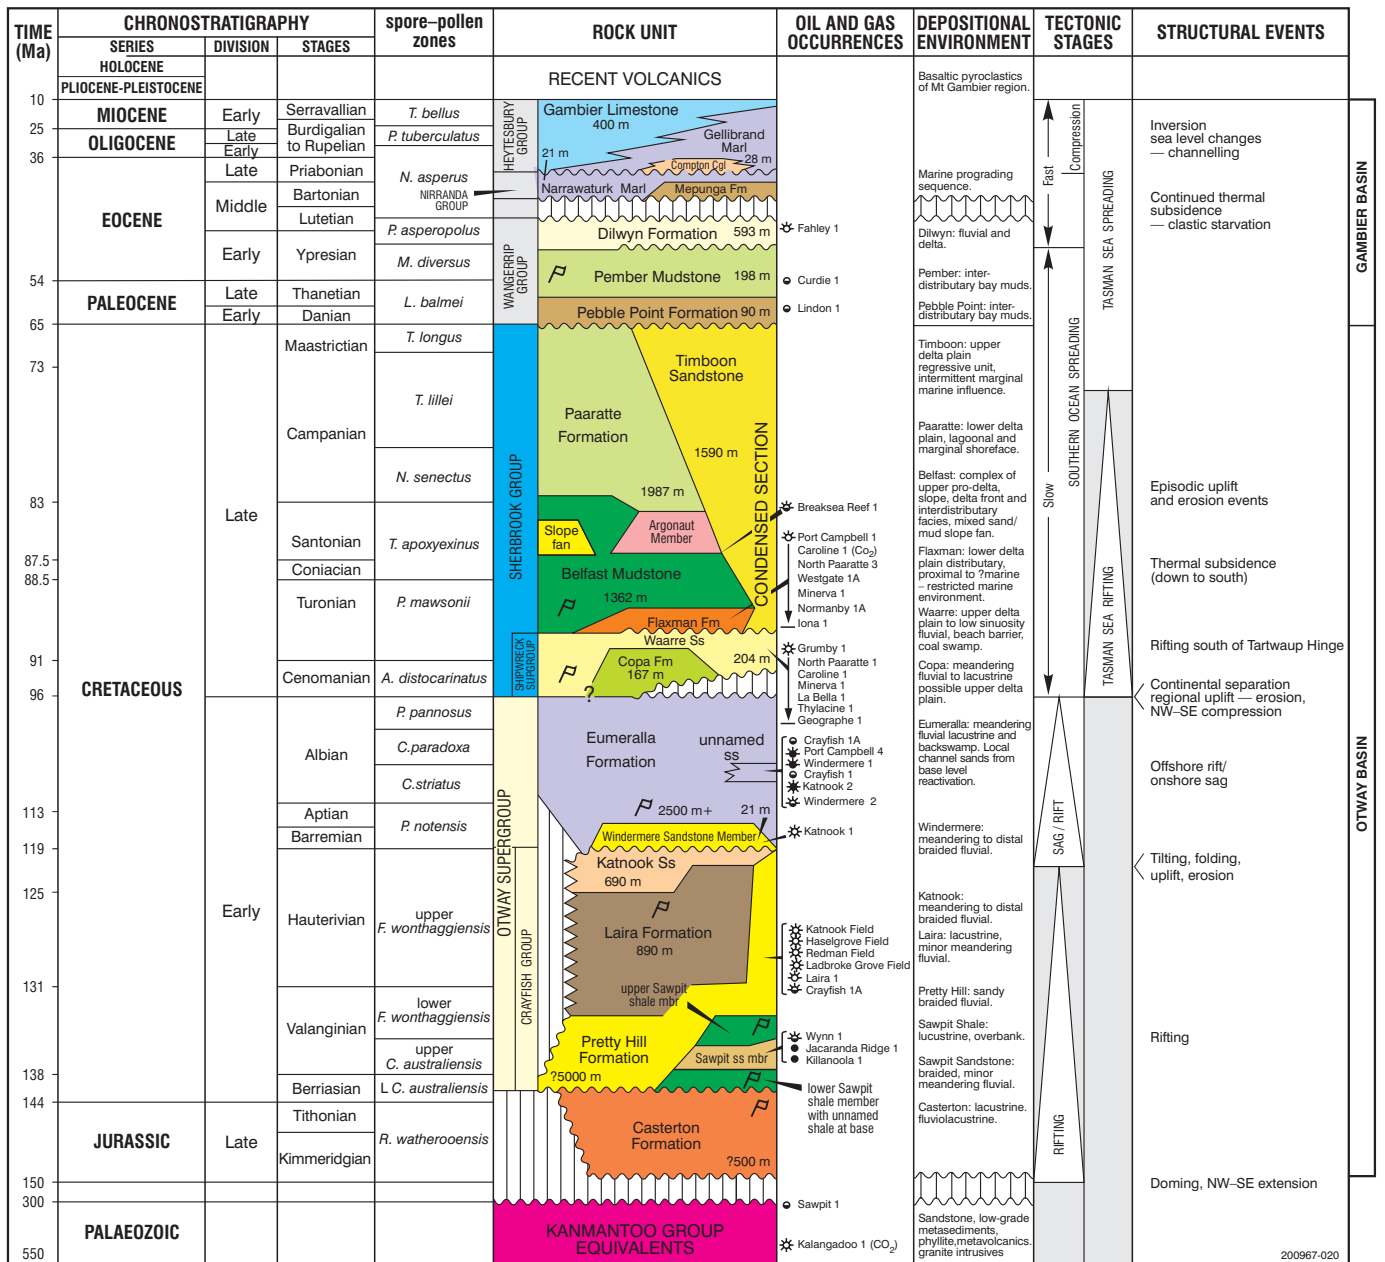 TIME
(Ma)
CHRONOSTRATIGRAPHY
SERIES
DIVISION
STAGES
spore–pollen
zones
ROCK UNIT
OIL AND GAS
OCCURRENCES
DEPOSITIONAL
ENVIRONMENT
TECTONIC
STAGES
STRUCTURAL EVENTS
10
25
36
54
65
73
83
87.5
88.5
91
96
113
119
125
131
138
144
150
300
550
HOLOCENE
PLIOCENE-PLEISTOCENE
MIOCENE
OLIGOCENE
EOCENE
PALEOCENE
CRETACEOUS
JURASSIC
PALAEOZOIC
Early
Late
Early
Late
Middle
Early
Late
Early
Late
Early
Late
Serravallian
Burdigalian
to Rupelian
Priabonian
Bartonian
Lutetian
Ypresian
Thanetian
Danian
Maastrictian
Campanian
Santonian
Coniacian
Turonian
Cenomanian
Albian
Aptian
Barremian
Hauterivian
Valanginian
Berriasian
Tithonian
Kimmeridgian
T. bellus
P. tuberculatus
N. asperus
P. asperopolus
M. diversus
L. balmei
T. longus
T. lillei
N. senectus
T. apoxyexinus
P. mawsonii
A. distocarinatus
P. pannosus
C.paradoxa
C.striatus
P. notensis
upper
F. wonthaggiensis
lower
F. wonthaggiensis
upper
C. australiensis
L C. australiensis
R. watherooensis
HEYTESBURY
GROUP
NIRRANDA
GROUP
WANGERRIP
GROUP
SHERBROOK GROUP
SHIPWRECK
SUPGROUP
OTWAY SUPERGROUP
CRAYFISH GROUP
RECENT VOLCANICS
Gambier Limestone
400 m
Gellibrand
Marl
21 m
Compton Cgl
28 m
Narrawaturk Marl
Mepunga Fm
Dilwyn Formation
593 m
Pember Mudstone
198 m
Pebble Point Formation
90 m
Timboon
Sandstone
Paaratte
Formation
1590 m
1987 m
CONDENSED SECTION
Slope
fan
Argonaut
Member
Belfast Mudstone
1362 m
Flaxman Fm
Waarre Ss
Copa Fm
167 m
204 m
?
Eumeralla
Formation
unnamed
ss
2500 m+
21 m
Windermere Sandstone Member
Katnook Ss
690 m
Laira Formation
890 m
upper Sawpit
shale mbr
Pretty Hill
Formation
?5000 m
Sawpit ss mbr
lower Sawpit
shale member
with unnamed
shale at base
Casterton
Formation
?500 m
KANMANTOO GROUP
EQUIVALENTS
Fahley 1
Curdie 1
Lindon 1
Breaksea Reef 1
Port Campbell 1
Caroline 1 (Co2)
North Paaratte 3
Westgate 1A
Minerva 1
Normanby 1A
Iona 1
Grumby 1
North Paaratte 1
Caroline 1
Minerva 1
La Bella 1
Thylacine 1
Geographe 1
Crayfish 1A
Port Campbell 4
Windermere 1
Crayfish 1
Katnook 2
Windermere 2
Katnook 1
Katnook Field
Haselgrove Field
Redman Field
Ladbroke Grove Field
Laira 1
Crayfish 1A
Wynn 1
Jacaranda Ridge 1
Killanoola 1
Sawpit 1
Kalangadoo 1 (CO2)
Basaltic pyroclastics
of Mt Gambier region.
Marine prograding
sequence.
Dilwyn: fluvial and
delta.
Pember: inter-
distributary bay muds.
Pebble Point: inter-
distributary bay muds.
Timboon: upper
delta plain
regressive unit,
intermittent marginal
marine influence.
Paaratte: lower delta
plain, lagoonal and
marginal shoreface.
Belfast: complex of
upper pro-delta,
slope, delta front and
interdistributary
facies, mixed sand/
mud slope fan.
Flaxman: lower delta
plain distributary,
proximal to ?marine
– restricted marine
environment.
Waarre: upper delta
plain to low sinuosity
fluvial, beach barrier,
coal swamp.
Copa: meandering
fluvial to lacustrine
possible upper delta
plain.
Eumeralla: meandering
fluvial lacustrine and
backswamp. Local
channel sands from
base level
reactivation.
Windermere:
meandering to distal
braided fluvial.
Katnook:
meandering to distal
braided fluvial.
Laira: lacustrine,
minor meandering
fluvial.
Pretty Hill: sandy
braided fluvial.
Sawpit Shale:
lucustrine, overbank.
Sawpit Sandstone:
braided, minor
meandering fluvial.
Casterton: lacustrine.
fluviolacustrine.
Sandstone, low-grade
metasediments,
phyllite,metavolcanics.
granite intrusives
Fast
Compression
Slow
SOUTHERN OCEAN SPREADING
TASMAN SEA SPREADING
TASMAN SEA RIFTING
SAG / RIFT
RIFTING
Inversion
sea level changes
— channelling
Continued thermal
subsidence
— clastic starvation
Episodic uplift
and erosion events
Thermal subsidence
(down to south)
Rifting south of Tartwaup Hinge
Continental separation
regional uplift — erosion,
NW–SE compression
Offshore rift/
onshore sag
Tilting, folding,
uplift, erosion
Rifting
Doming, NW–SE extension
GAMBIER BASIN
OTWAY BASIN
200967-020